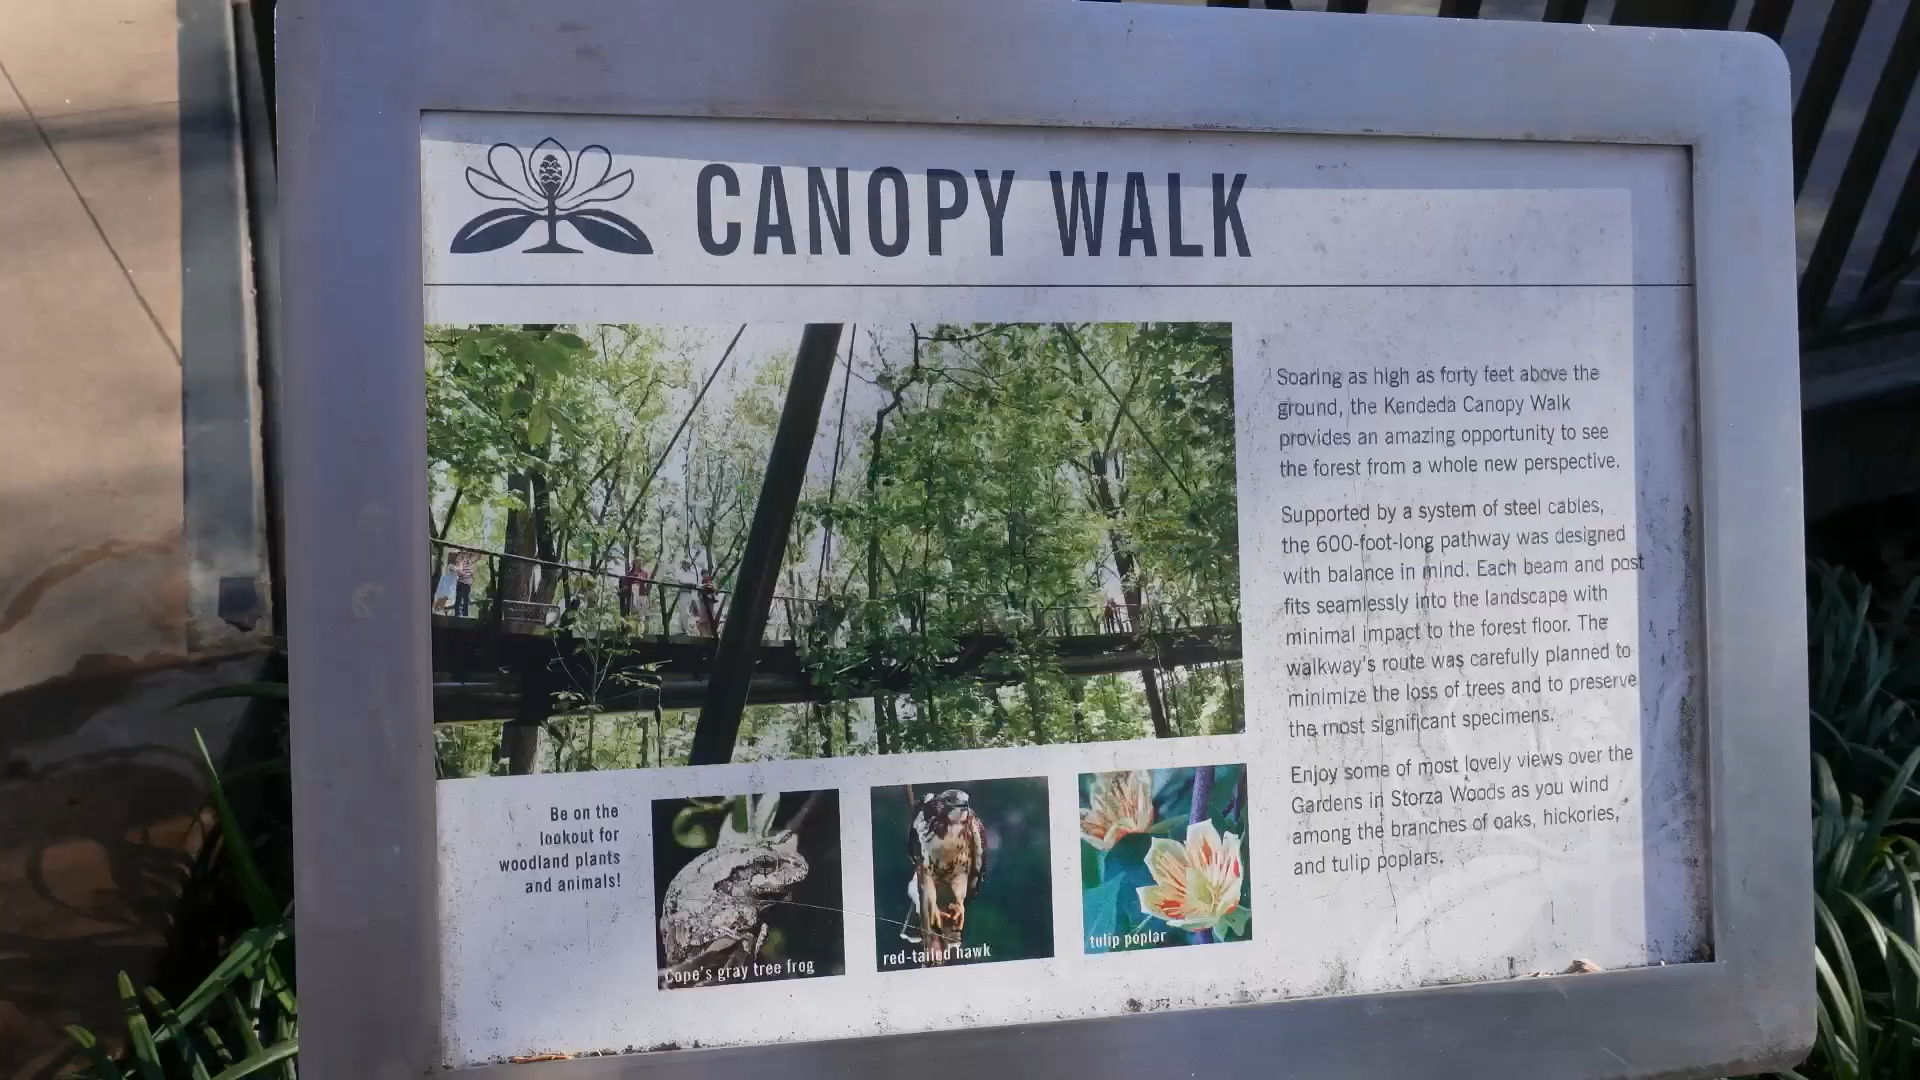 CANOPY WALK
Soaring as high as forty feet above the
ground, the Kendeda Canopy Walk
provides an amazing opportunity to see
the forest from a whole new perspective.
Supported by a system of steel cables,
the 600-foot-long pathway was designed
with balance in mind. Each beam and post
fits seamlessly into the landscape with
minimal impact to the forest floor. The
walkway's route was carefully planned to
minimize the loss of trees and to preserve
the most significant specimens.
Enjoy some of most lovely views over the
Gardens in Storza Woods as you wind
among the branches of oaks, hickories,
and tulip poplars.
Be on the
lookout for
woodland plants
and animals!
Cope's gray tree frog
red-tailed hawk
tulip poplar